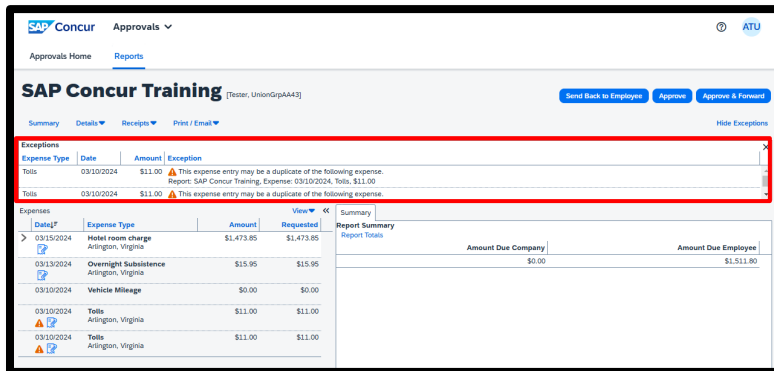 SAP Concur Approvals
ATU
Approvals Home Reports
SAP Concur Training [Tester, UnionGrpAA43]
Send Back to Employee Approve Approve & Forward
Summary Details Receipts Print / Email Hide Exceptions
Exceptions
Expense Type Date Amount Exception
Tolls 03/10/2024 $11.00 This expense entry may be a duplicate of the following expense.
Report: SAP Concur Training, Expense: 03/10/2024, Tolls, $11.00
Tolls 03/10/2024 $11.00 This expense entry may be a duplicate of the following expense.
Expenses View
Date Expense Type Amount Requested
03/15/2024 Hotel room charge $1,473.85 $1,473.85
Arlington, Virginia
03/13/2024 Overnight Subsistence $15.95 $15.95
Arlington, Virginia
03/10/2024 Vehicle Mileage $0.00 $0.00
03/10/2024 Tolls $11.00 $11.00
Arlington, Virginia
03/10/2024 Tolls $11.00 $11.00
Arlington, Virginia
Summary
Report Summary
Report Totals
Amount Due Company Amount Due Employee
$0.00 $1,511.80